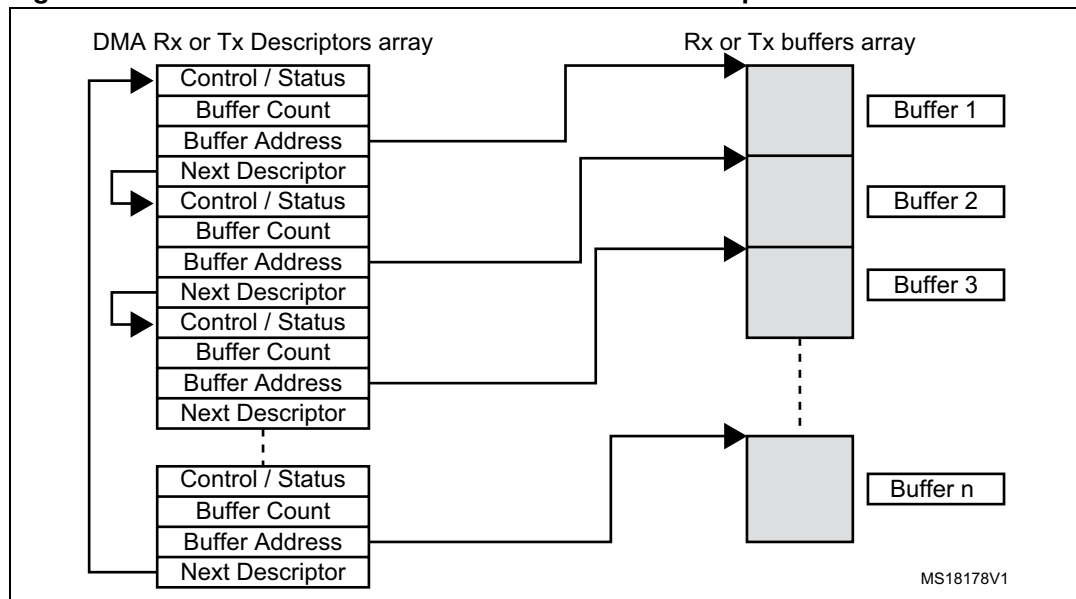 DMA Rx or Tx Descriptors array
Rx or Tx buffers array
Control / Status
Buffer Count
Buffer Address
Next Descriptor
Control / Status
Buffer Count
Buffer Address
Next Descriptor
Control / Status
Buffer Count
Buffer Address
Next Descriptor
Control / Status
Buffer Count
Buffer Address
Next Descriptor
Buffer 1
Buffer 2
Buffer 3
Buffer n
MS18178V1